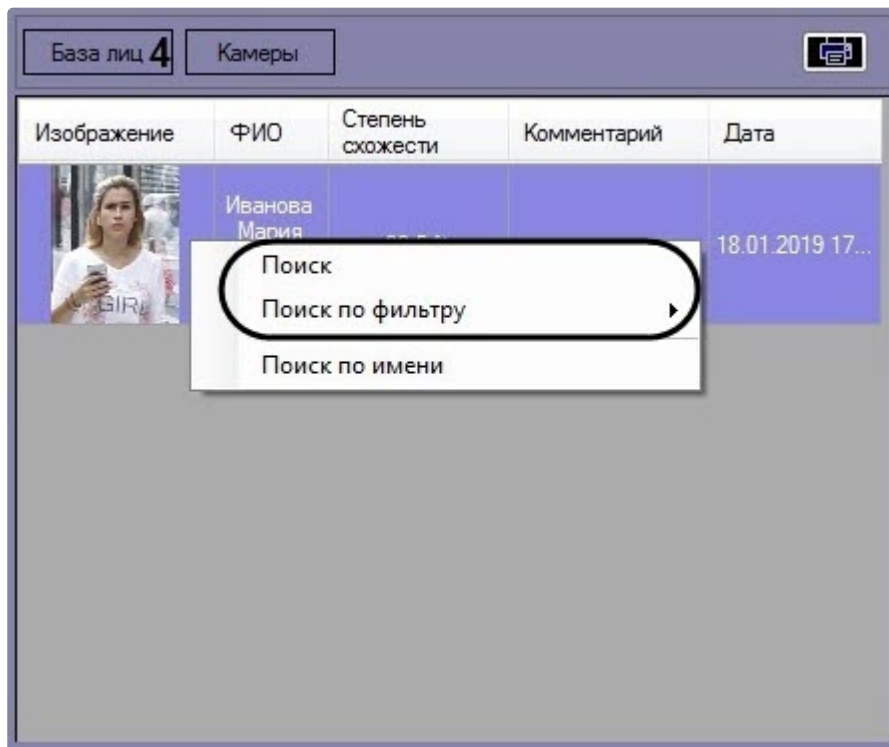 База лиц 4 Камеры
Изображение ФИО Степень схожести Комментарий Дата
Иванова
Мария
18.01.2019 17...
Поиск
Поиск по фильтру
Поиск по имени